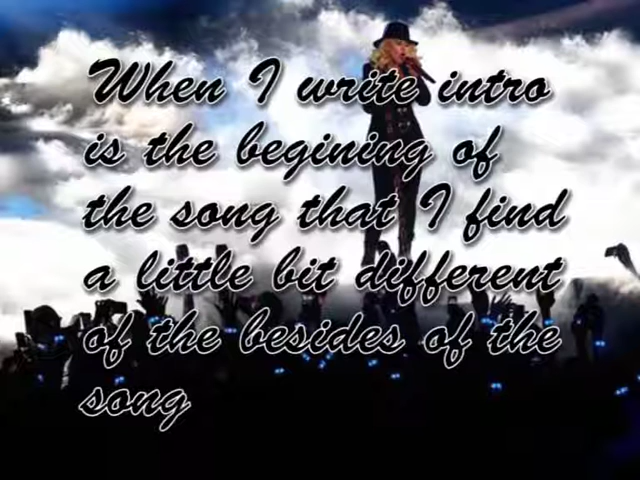 When I write intro
is the begining of
the song that I find
a little bit different
of the besides of the
song